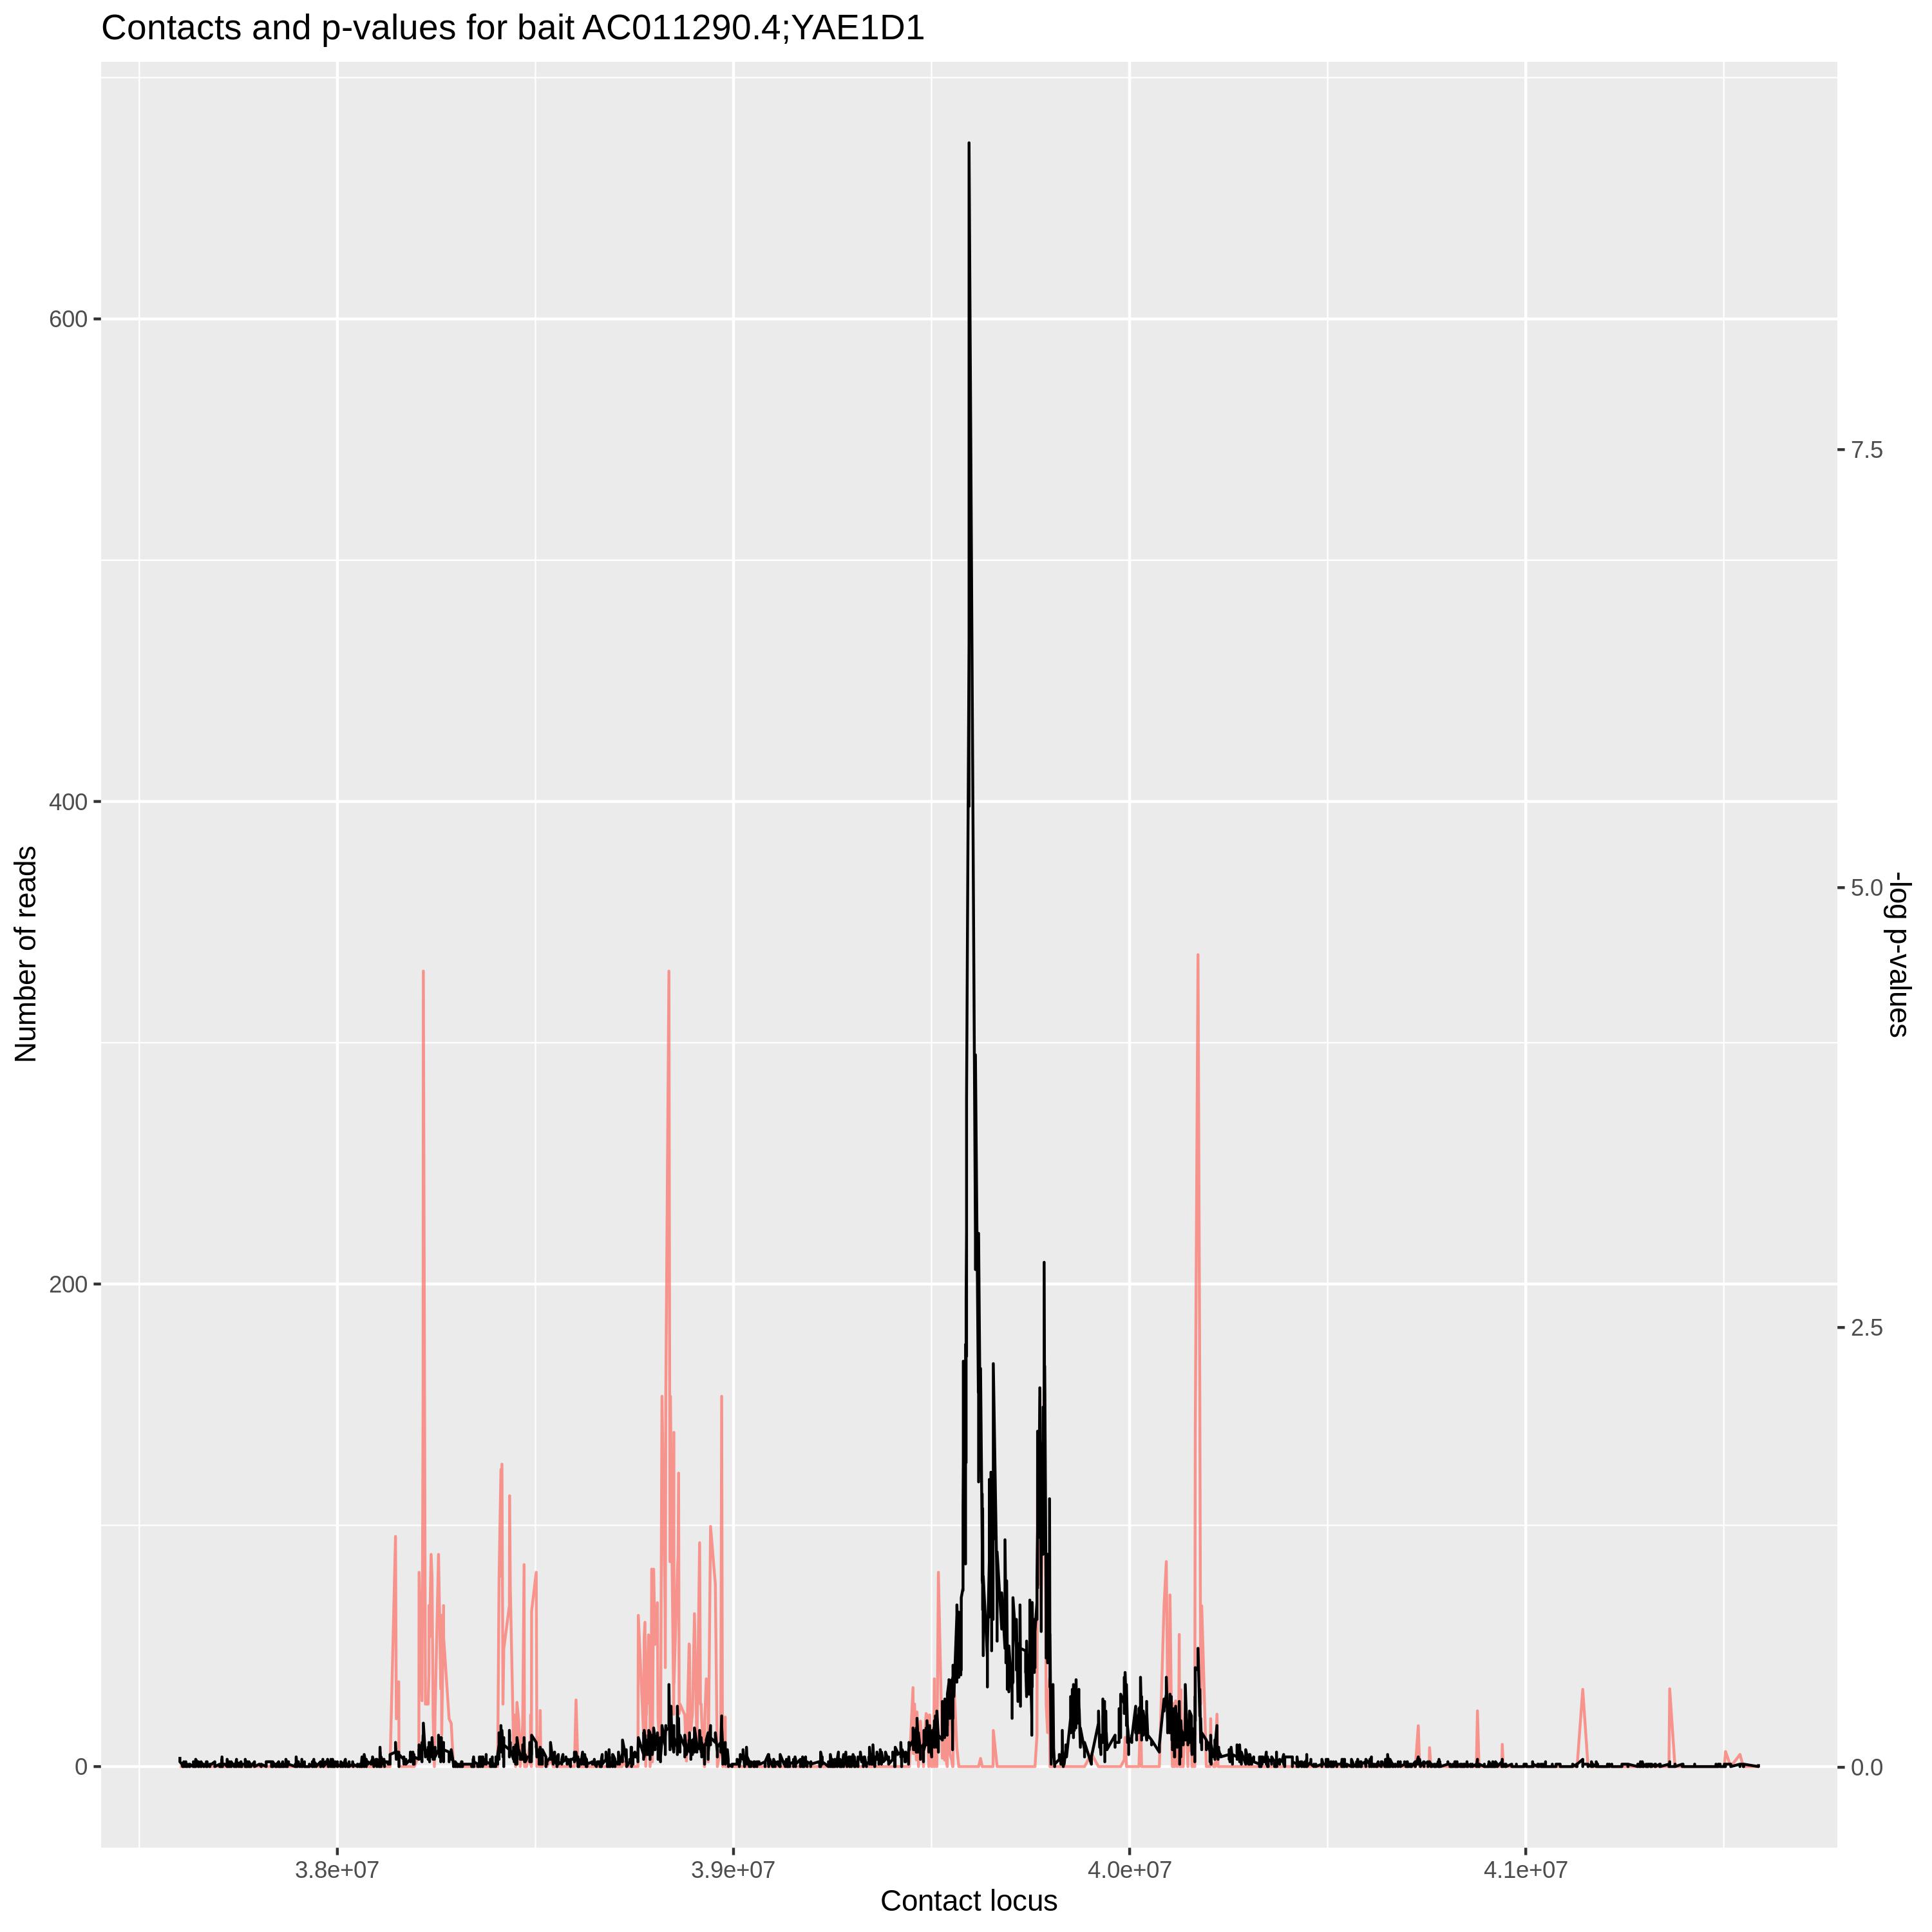 Contacts and p-values for bait AC011290.4;YAE1D1
600
400
200
0
Number of reads
7.5
5.0
2.5
0.0
-log p-values
3.8e+07
3.9e+07
4.0e+07
4.1e+07
Contact locus